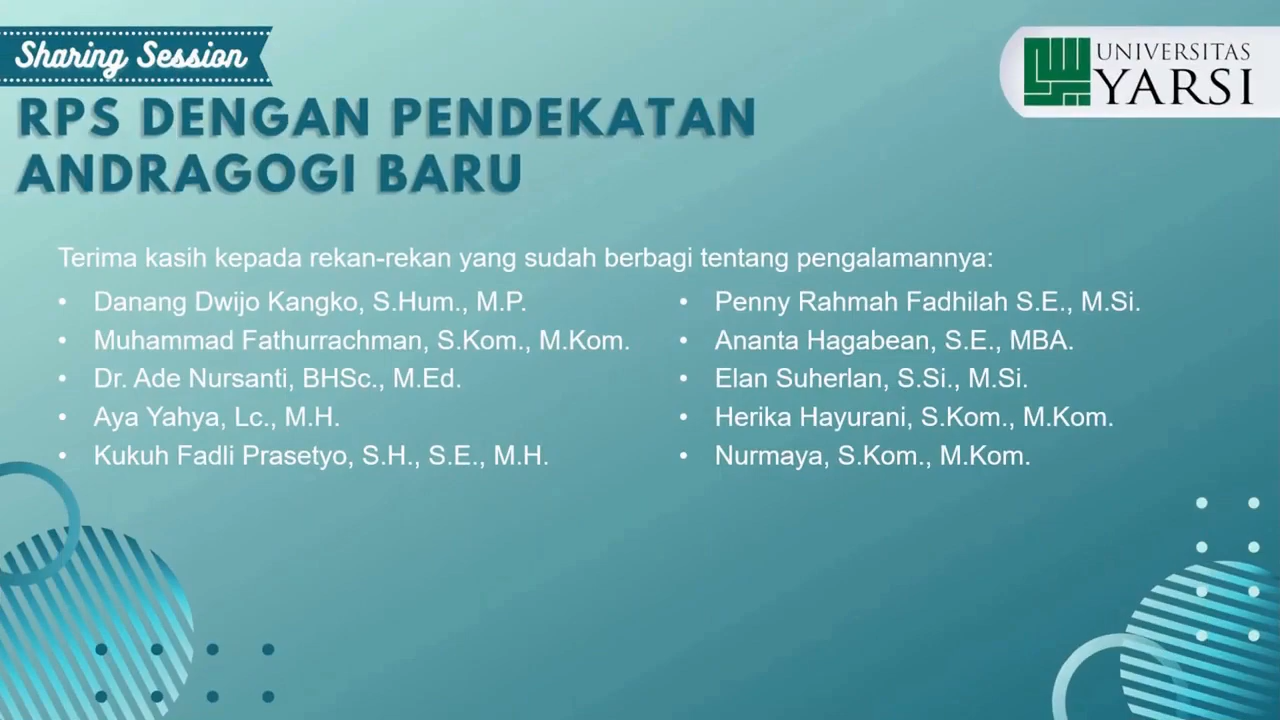 Sharing Session
UNIVERSITAS
YARSI
RPS DENGAN PENDEKATAN
ANDRAGOGI BARU
Terima kasih kepada rekan-rekan yang sudah berbagi tentang pengalamannya:
• Danang Dwijo Kangko, S.Hum., M.P.
• Muhammad Fathurrachman, S.Kom., M.Kom.
• Dr. Ade Nursanti, BHSc., M.Ed.
• Aya Yahya, Lc., M.H.
• Kukuh Fadli Prasetyo, S.H., S.E., M.H.
• Penny Rahmah Fadhilah S.E., M.Si.
• Ananta Hagabean, S.E., MBA.
• Elan Suherlan, S.Si., M.Si.
• Herika Hayurani, S.Kom., M.Kom.
• Nurmaya, S.Kom., M.Kom.